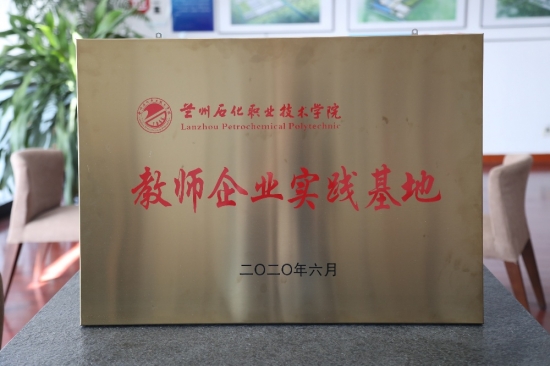 兰州石化职业技术学院
Lanzhou Petrochemical Polytechnic
教师企业实践基地
二〇二〇年六月